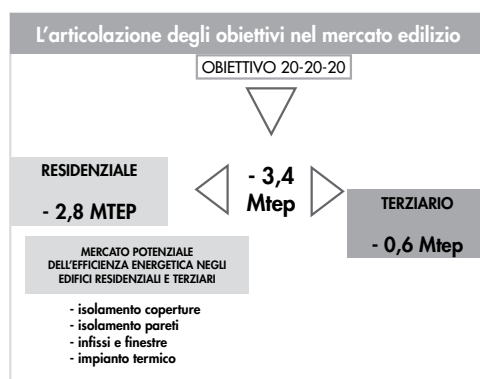 L'articolazione degli obiettivi nel mercato edilizio
OBIETTIVO 20-20-20
RESIDENZIALE
- 2,8 MTEP
- 3,4
Mtep
TERZIARIO
- 0,6 Mtep
MERCATO POTENZIALE
DELL'EFFICIENZA ENERGETICA NEGLI
EDIFICI RESIDENZIALI E TERZIARI
- isolamento coperture
- isolamento pareti
- infissi e finestre
- impianto termico